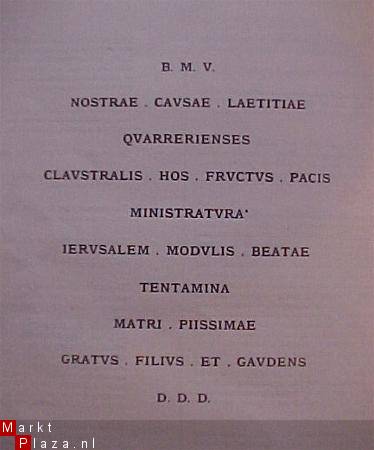 B. M. V.
NOSTRAE . CAVSAE . LAETITIAE
QVARRERIENSES
CLAVSTRALIS . HOS . FRVCTVS . PACIS
MINISTRATVRA'
IERVSALEM . MODVLIS . BEATAE
TENTAMINA
MATRI . PIISSIMAE
GRATVS . FILIVS . ET . GAVDENS
D. D. D.
Markt
Plaza.nl